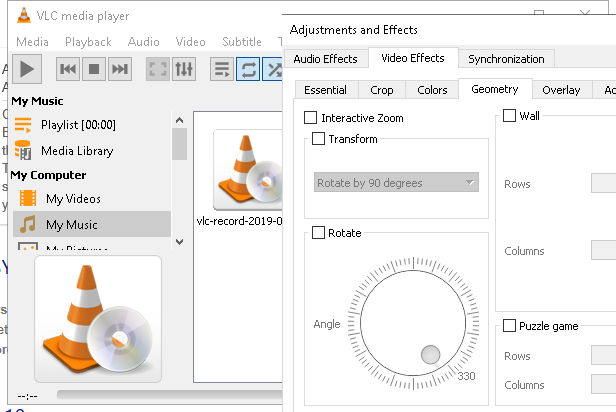 VLC media player
Media Playback Audio Video Subtitle
My Music
Playlist [00:00]
Media Library
My Computer
My Videos
My Music
My Pictures
vlc-record-2019-0
--:--
Adjustments and Effects
Audio Effects Video Effects Synchronization
Essential Crop Colors Geometry Overlay
Interactive Zoom
Transform
Rotate by 90 degrees
Rotate
Angle
330
Wall
Rows
Columns
Puzzle game
Rows
Columns